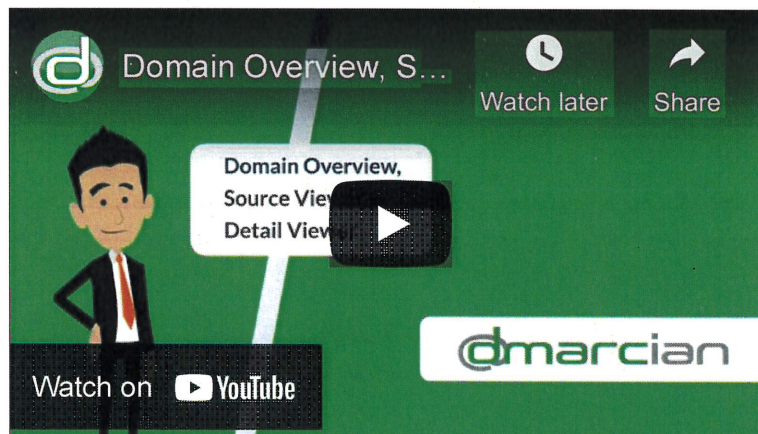 Domain Overview, S...
Watch later
Share
Domain Overview,
Source View
Detail View
dmarcian
Watch on YouTube